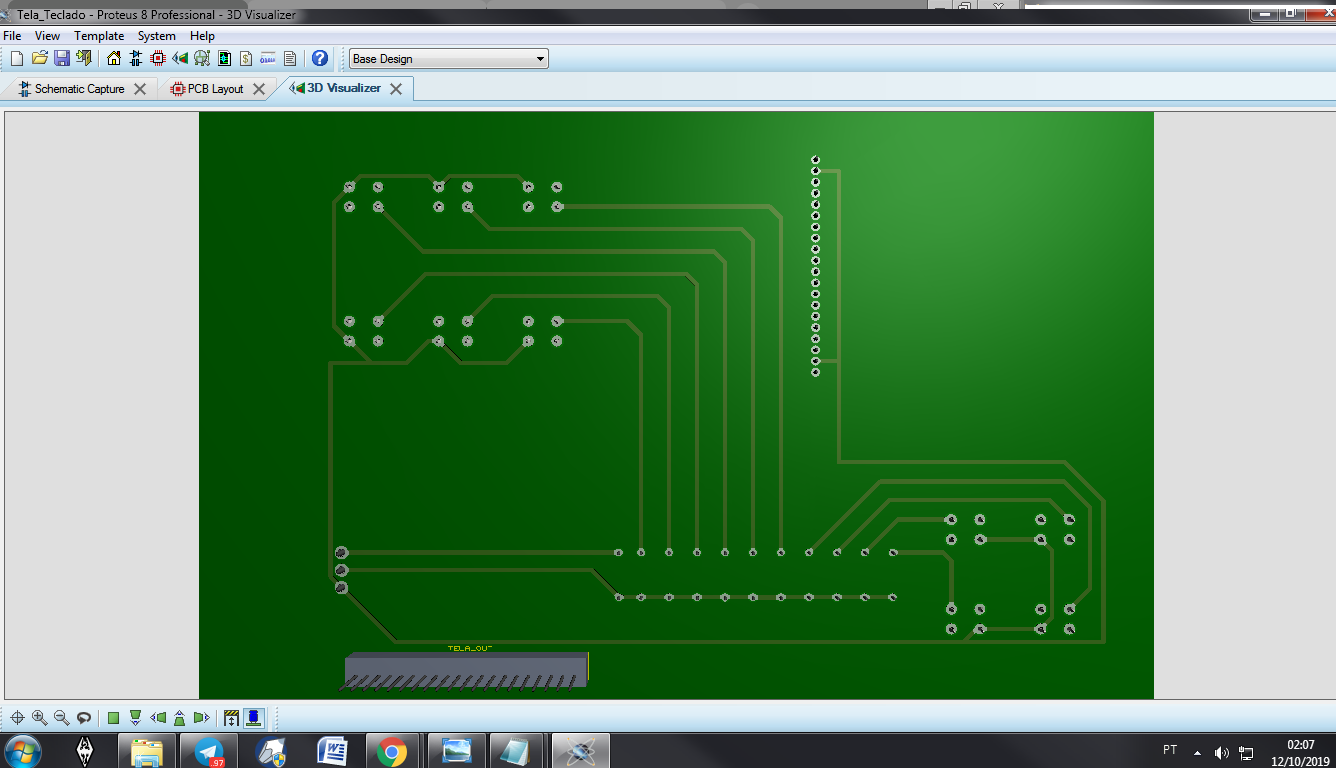 Tela_Teclado - Proteus 8 Professional - 3D Visualizer
File View Template System Help
Base Design
Schematic Capture PCB Layout 3D Visualizer
TELA_OUT
.97
PT
02:07
12/10/2019